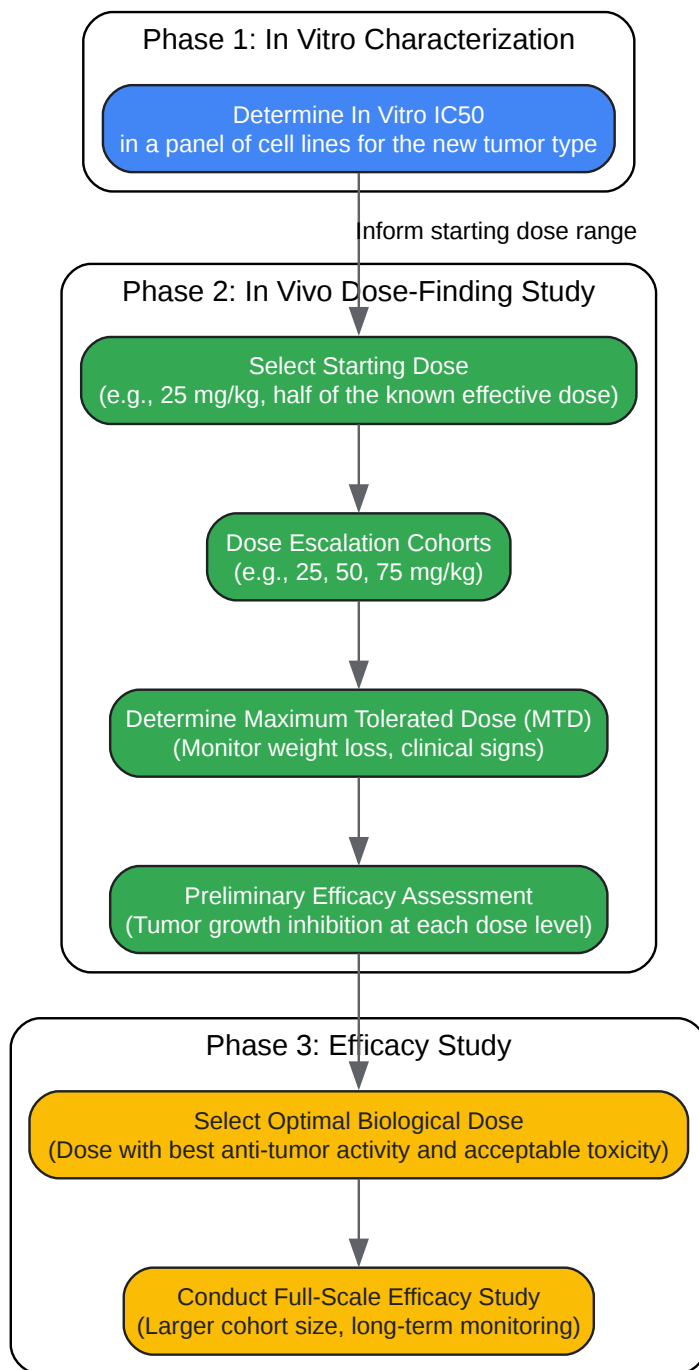 Phase 1: In Vitro Characterization
Determine In Vitro IC50
in a panel of cell lines for the new tumor type
Inform starting dose range
Phase 2: In Vivo Dose-Finding Study
Select Starting Dose
(e.g., 25 mg/kg, half of the known effective dose)
Dose Escalation Cohorts
(e.g., 25, 50, 75 mg/kg)
Determine Maximum Tolerated Dose (MTD)
(Monitor weight loss, clinical signs)
Preliminary Efficacy Assessment
(Tumor growth inhibition at each dose level)
Phase 3: Efficacy Study
Select Optimal Biological Dose
(Dose with best anti-tumor activity and acceptable toxicity)
Conduct Full-Scale Efficacy Study
(Larger cohort size, long-term monitoring)